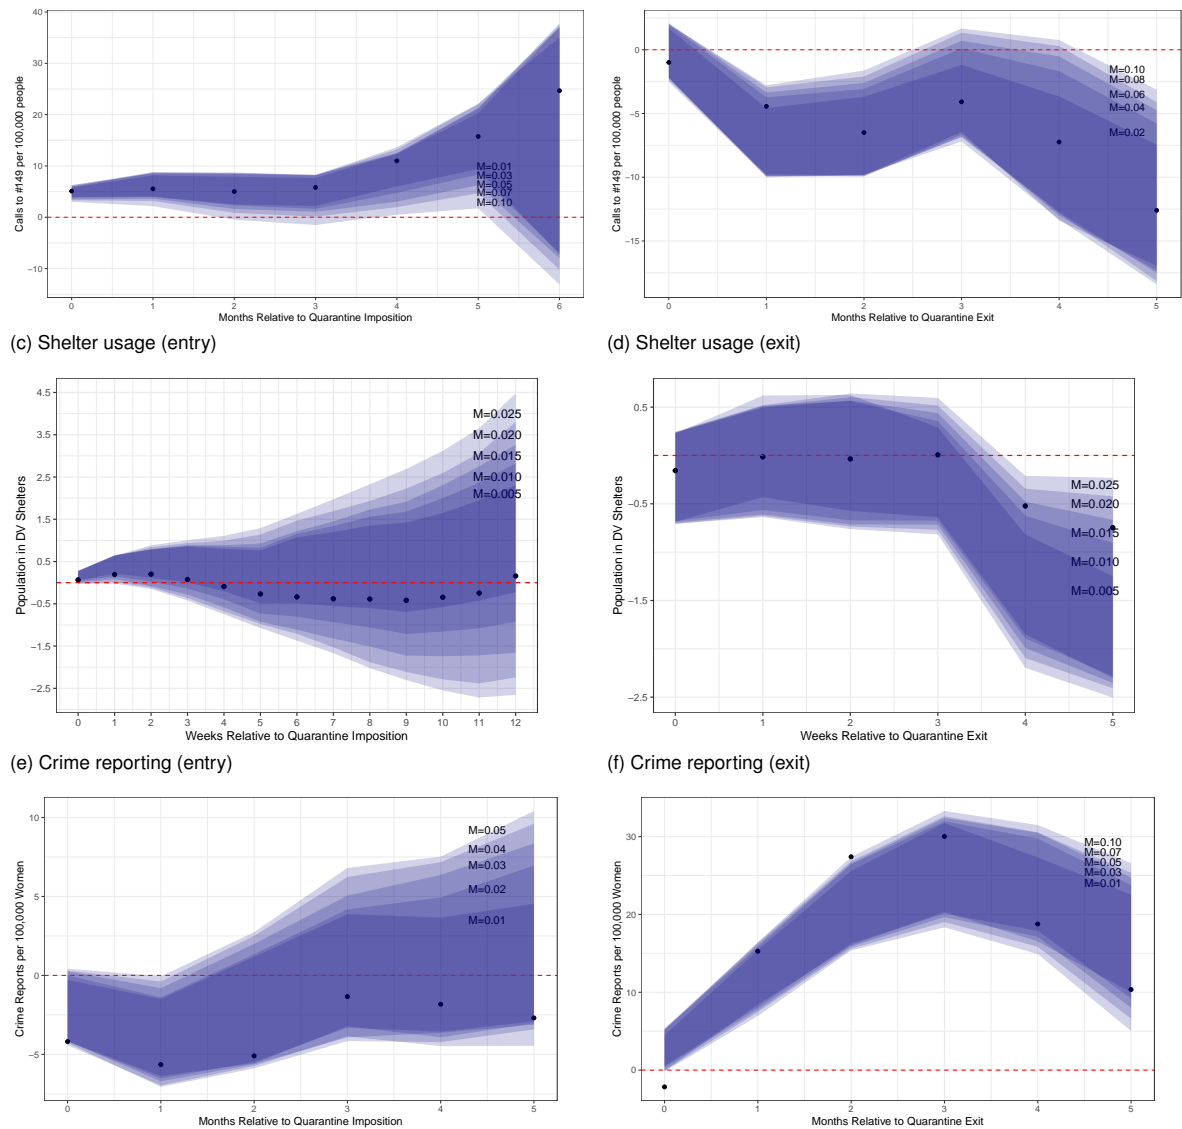 40
30
20
10
0
−10
Calls to #149 per 100,000 people
M=0.01
M=0.03
M=0.05
M=0.07
M=0.10
0 1 2 3 4 5 6
Months Relative to Quarantine Imposition
0
−5
−10
−15
Calls to #149 per 100,000 people
M=0.10
M=0.08
M=0.06
M=0.04
M=0.02
0 1 2 3 4 5
Months Relative to Quarantine Exit
(c) Shelter usage (entry)
4.5
3.5
2.5
1.5
0.5
−0.5
−1.5
−2.5
Population in DV Shelters
M=0.025
M=0.020
M=0.015
M=0.010
M=0.005
0 1 2 3 4 5 6 7 8 9 10 11 12
Weeks Relative to Quarantine Imposition
(d) Shelter usage (exit)
0.5
−0.5
−1.5
−2.5
Population in DV Shelters
M=0.025
M=0.020
M=0.015
M=0.010
M=0.005
0 1 2 3 4 5
Weeks Relative to Quarantine Exit
(e) Crime reporting (entry)
10
5
0
−5
Crime Reports per 100,000 Women
M=0.05
M=0.04
M=0.03
M=0.02
M=0.01
0 1 2 3 4 5
Months Relative to Quarantine Imposition
(f) Crime reporting (exit)
30
20
10
0
Crime Reports per 100,000 Women
M=0.10
M=0.07
M=0.05
M=0.03
M=0.01
0 1 2 3 4 5
Months Relative to Quarantine Exit